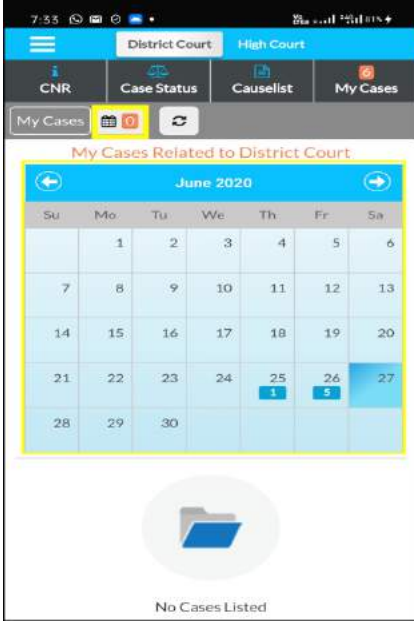 7:33
District Court High Court
CNR Case Status Causelist My Cases
My Cases
My Cases Related to District Court
June 2020
Su Mo Tu We Th Fr Sa
1 2 3 4 5 6
7 8 9 10 11 12 13
14 15 16 17 18 19 20
21 22 23 24 25 26 27
1 5
28 29 30
No Cases Listed